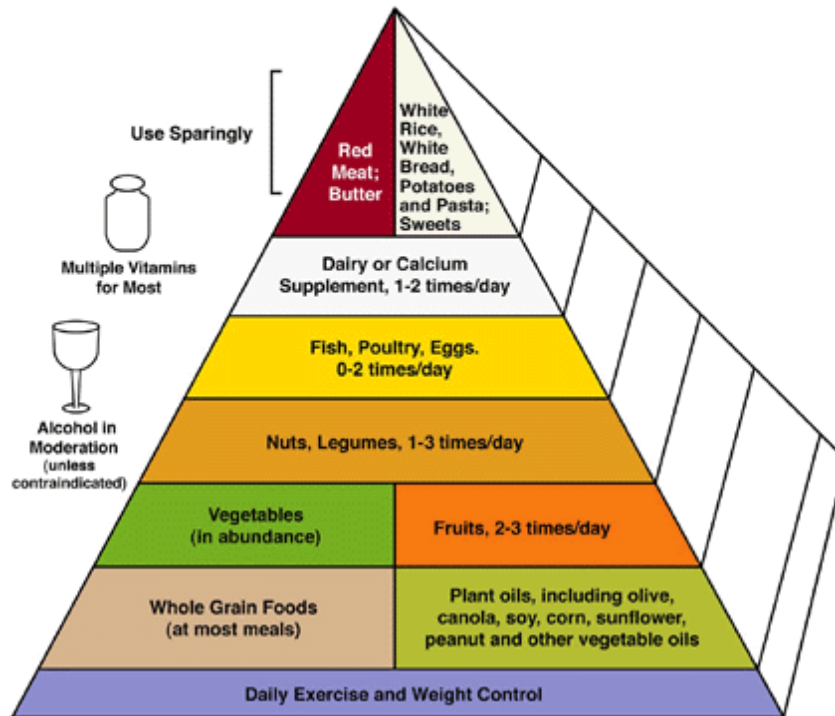 Use Sparingly
Red
Meat;
Butter
White
Rice,
White
Bread,
Potatoes
and Pasta;
Sweets
Multiple Vitamins
for Most
Dairy or Calcium
Supplement, 1-2 times/day
Fish, Poultry, Eggs.
0-2 times/day
Alcohol in
Moderation
(unless
contraindicated)
Nuts, Legumes, 1-3 times/day
Vegetables
(in abundance)
Fruits, 2-3 times/day
Whole Grain Foods
(at most meals)
Plant oils, including olive,
canola, soy, corn, sunflower,
peanut and other vegetable oils
Daily Exercise and Weight Control